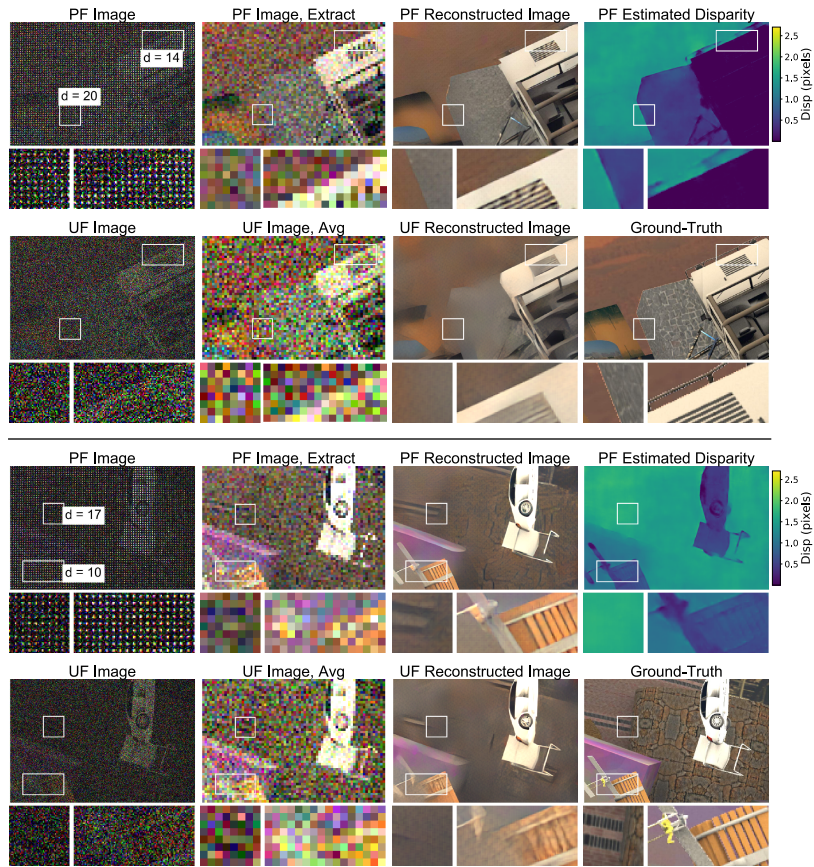 PF Image
PF Image, Extract
PF Reconstructed Image
PF Estimated Disparity
d = 14
d = 20
2.5
2.0
1.5
1.0
0.5
Disp (pixels)
UF Image
UF Image, Avg
UF Reconstructed Image
Ground-Truth
PF Image
PF Image, Extract
PF Reconstructed Image
PF Estimated Disparity
d = 17
d = 10
2.5
2.0
1.5
1.0
0.5
Disp (pixels)
UF Image
UF Image, Avg
UF Reconstructed Image
Ground-Truth